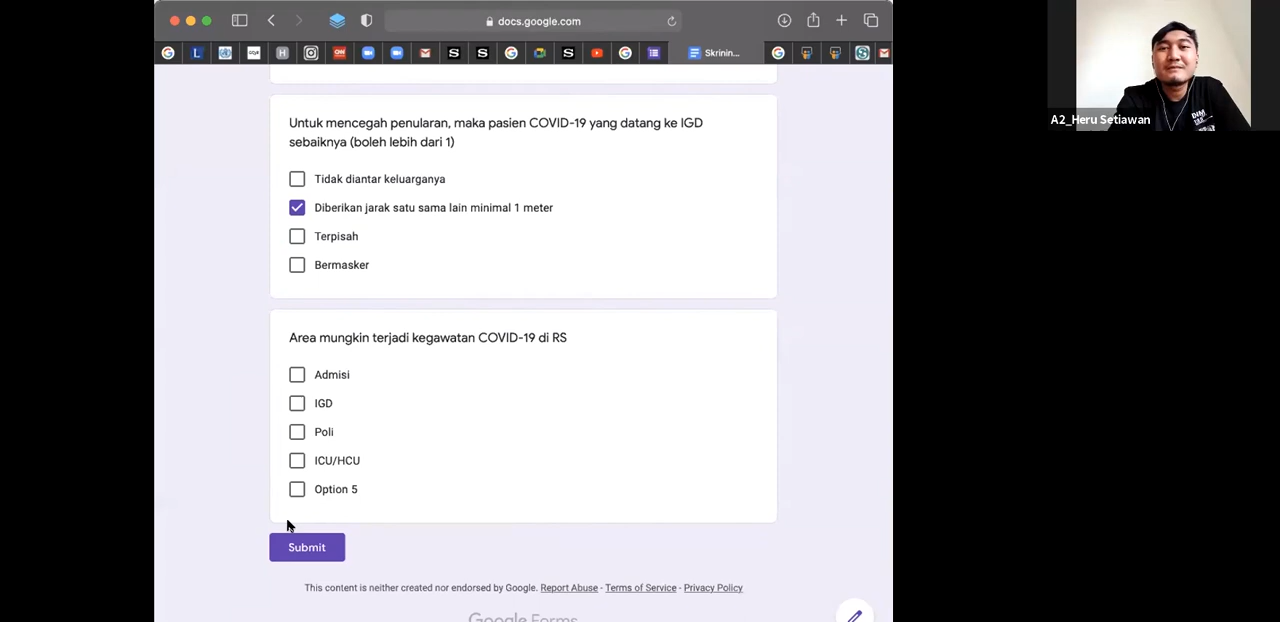 docs.google.com
Skrinin...
A2_Heru Setiawan
Untuk mencegah penularan, maka pasien COVID-19 yang datang ke IGD
sebaiknya (boleh lebih dari 1)
Tidak diantar keluarganya
Diberikan jarak satu sama lain minimal 1 meter
Terpisah
Bermasker
Area mungkin terjadi kegawatan COVID-19 di RS
Admisi
IGD
Poli
ICU/HCU
Option 5
Submit
This content is neither created nor endorsed by Google. Report Abuse - Terms of Service - Privacy Policy
Google Forms